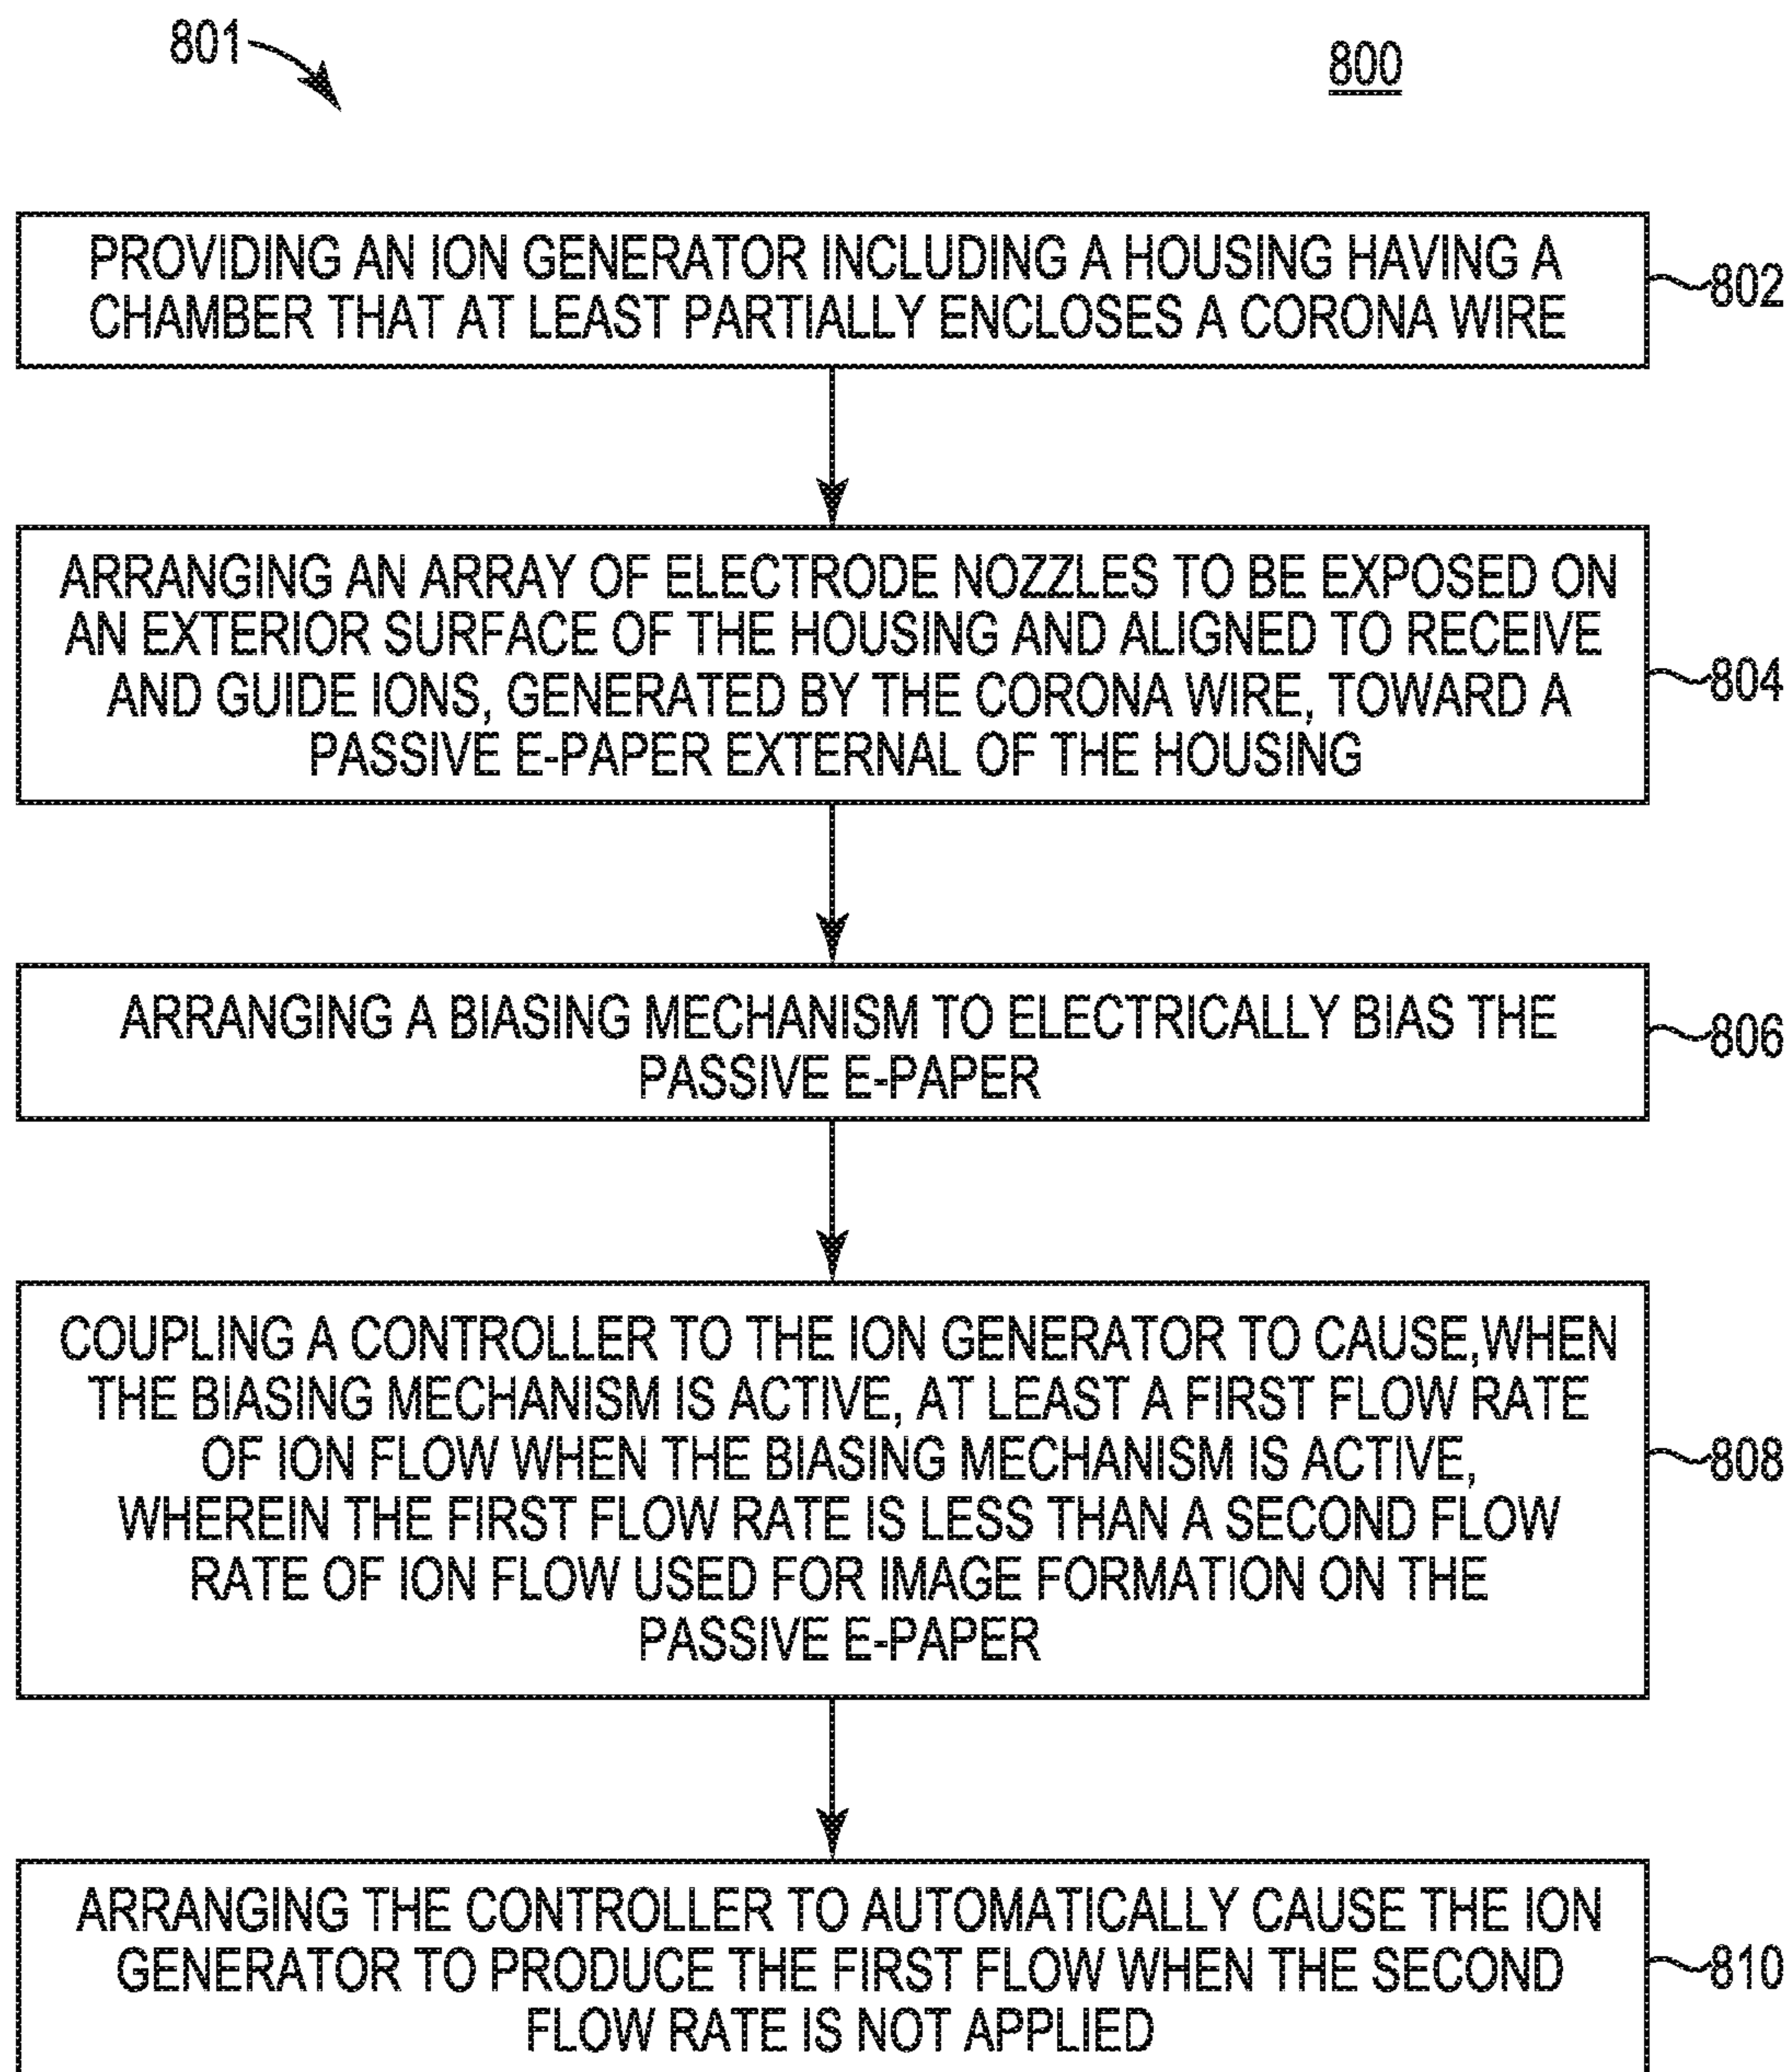 801
800
PROVIDING AN ION GENERATOR INCLUDING A HOUSING HAVING A
CHAMBER THAT AT LEAST PARTIALLY ENCLOSES A CORONA WIRE
802
ARRANGING AN ARRAY OF ELECTRODE NOZZLES TO BE EXPOSED ON
AN EXTERIOR SURFACE OF THE HOUSING AND ALIGNED TO RECEIVE
AND GUIDE IONS, GENERATED BY THE CORONA WIRE, TOWARD A
PASSIVE E-PAPER EXTERNAL OF THE HOUSING
804
ARRANGING A BIASING MECHANISM TO ELECTRICALLY BIAS THE
PASSIVE E-PAPER
806
COUPLING A CONTROLLER TO THE ION GENERATOR TO CAUSE,WHEN
THE BIASING MECHANISM IS ACTIVE, AT LEAST A FIRST FLOW RATE
OF ION FLOW WHEN THE BIASING MECHANISM IS ACTIVE,
WHEREIN THE FIRST FLOW RATE IS LESS THAN A SECOND FLOW
RATE OF ION FLOW USED FOR IMAGE FORMATION ON THE
PASSIVE E-PAPER
808
ARRANGING THE CONTROLLER TO AUTOMATICALLY CAUSE THE ION
GENERATOR TO PRODUCE THE FIRST FLOW WHEN THE SECOND
FLOW RATE IS NOT APPLIED
810